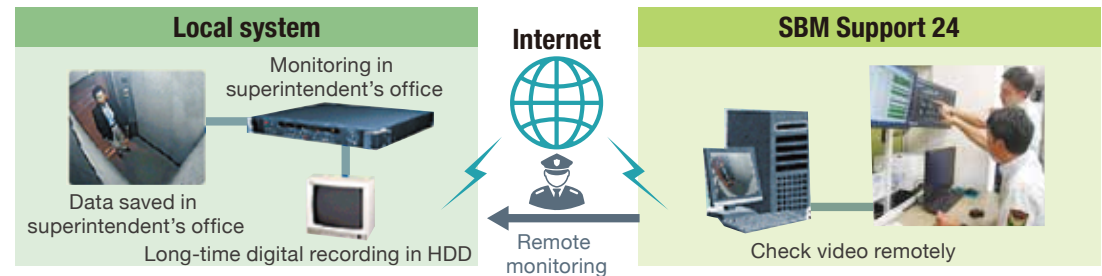 Local system
Monitoring in
superintendent's office
Data saved in
superintendent's office
Long-time digital recording in HDD
Internet
Remote
monitoring
SBM Support 24
Check video remotely